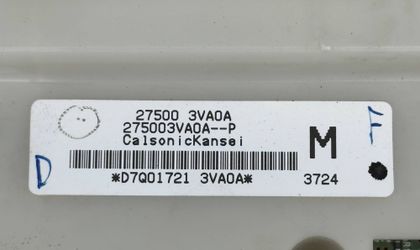 27500 3VA0A
275003VA0A--P
CalsonicKansei
M
*D7Q01721 3VA0A*
3724
D